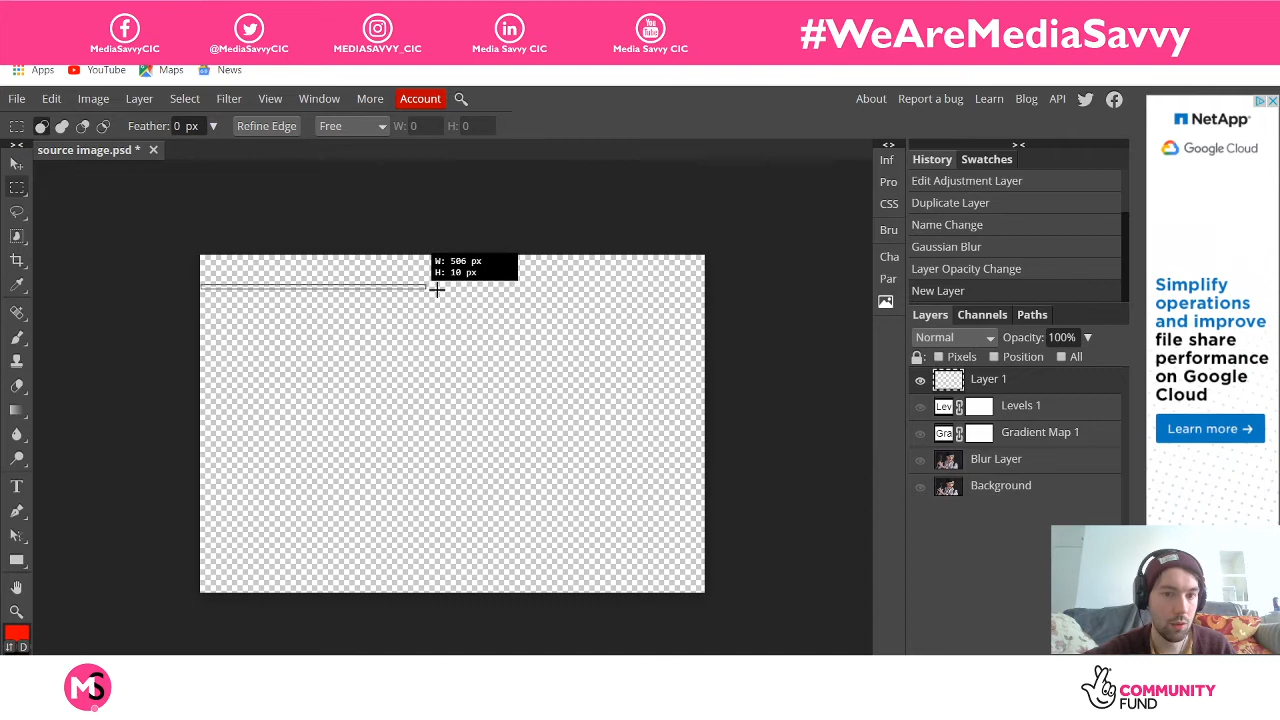 MediaSavvyCIC
@MediaSavvyCIC
MEDIASAVVY_CIC
Media Savvy CIC
You Tube
Media Savvy CIC
#WeAreMediaSavvy
Apps YouTube Maps News
File Edit Image Layer Select Filter View Window More Account
About Report a bug Learn Blog API
Feather: 0 px Refine Edge Free W: 0 H: 0
source image.psd *
W: 506 px
H: 10 px
Inf
Pro
CSS
Bru
Cha
Par
History Swatches
Edit Adjustment Layer
Duplicate Layer
Name Change
Gaussian Blur
Layer Opacity Change
New Layer
Layers Channels Paths
Normal Opacity: 100%
Pixels Position All
Layer 1
Lev Levels 1
Gra Gradient Map 1
Blur Layer
Background
T
D
NetApp
Google Cloud
Simplify
operations
and improve
file share
performance
on Google
Cloud
Learn more →
MS
COMMUNITY
FUND